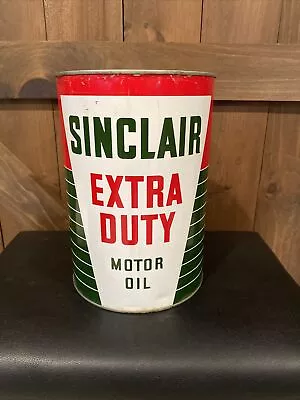 SINCLAIR
EXTRA
DUTY
MOTOR
OIL